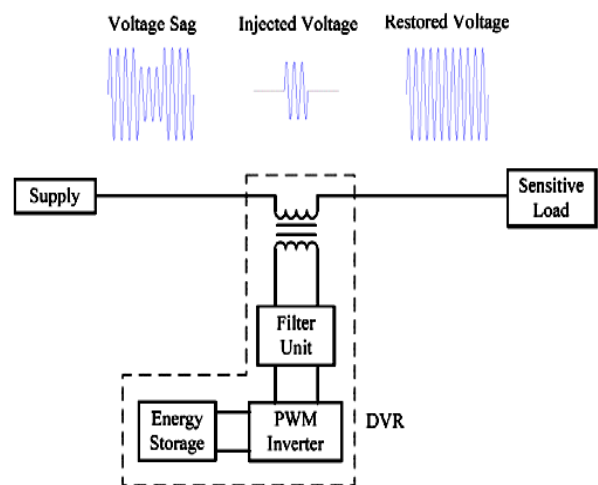 Voltage Sag
Injected Voltage
Restored Voltage
Supply
Sensitive
Load
Filter
Unit
Energy
Storage
PWM
Inverter
DVR